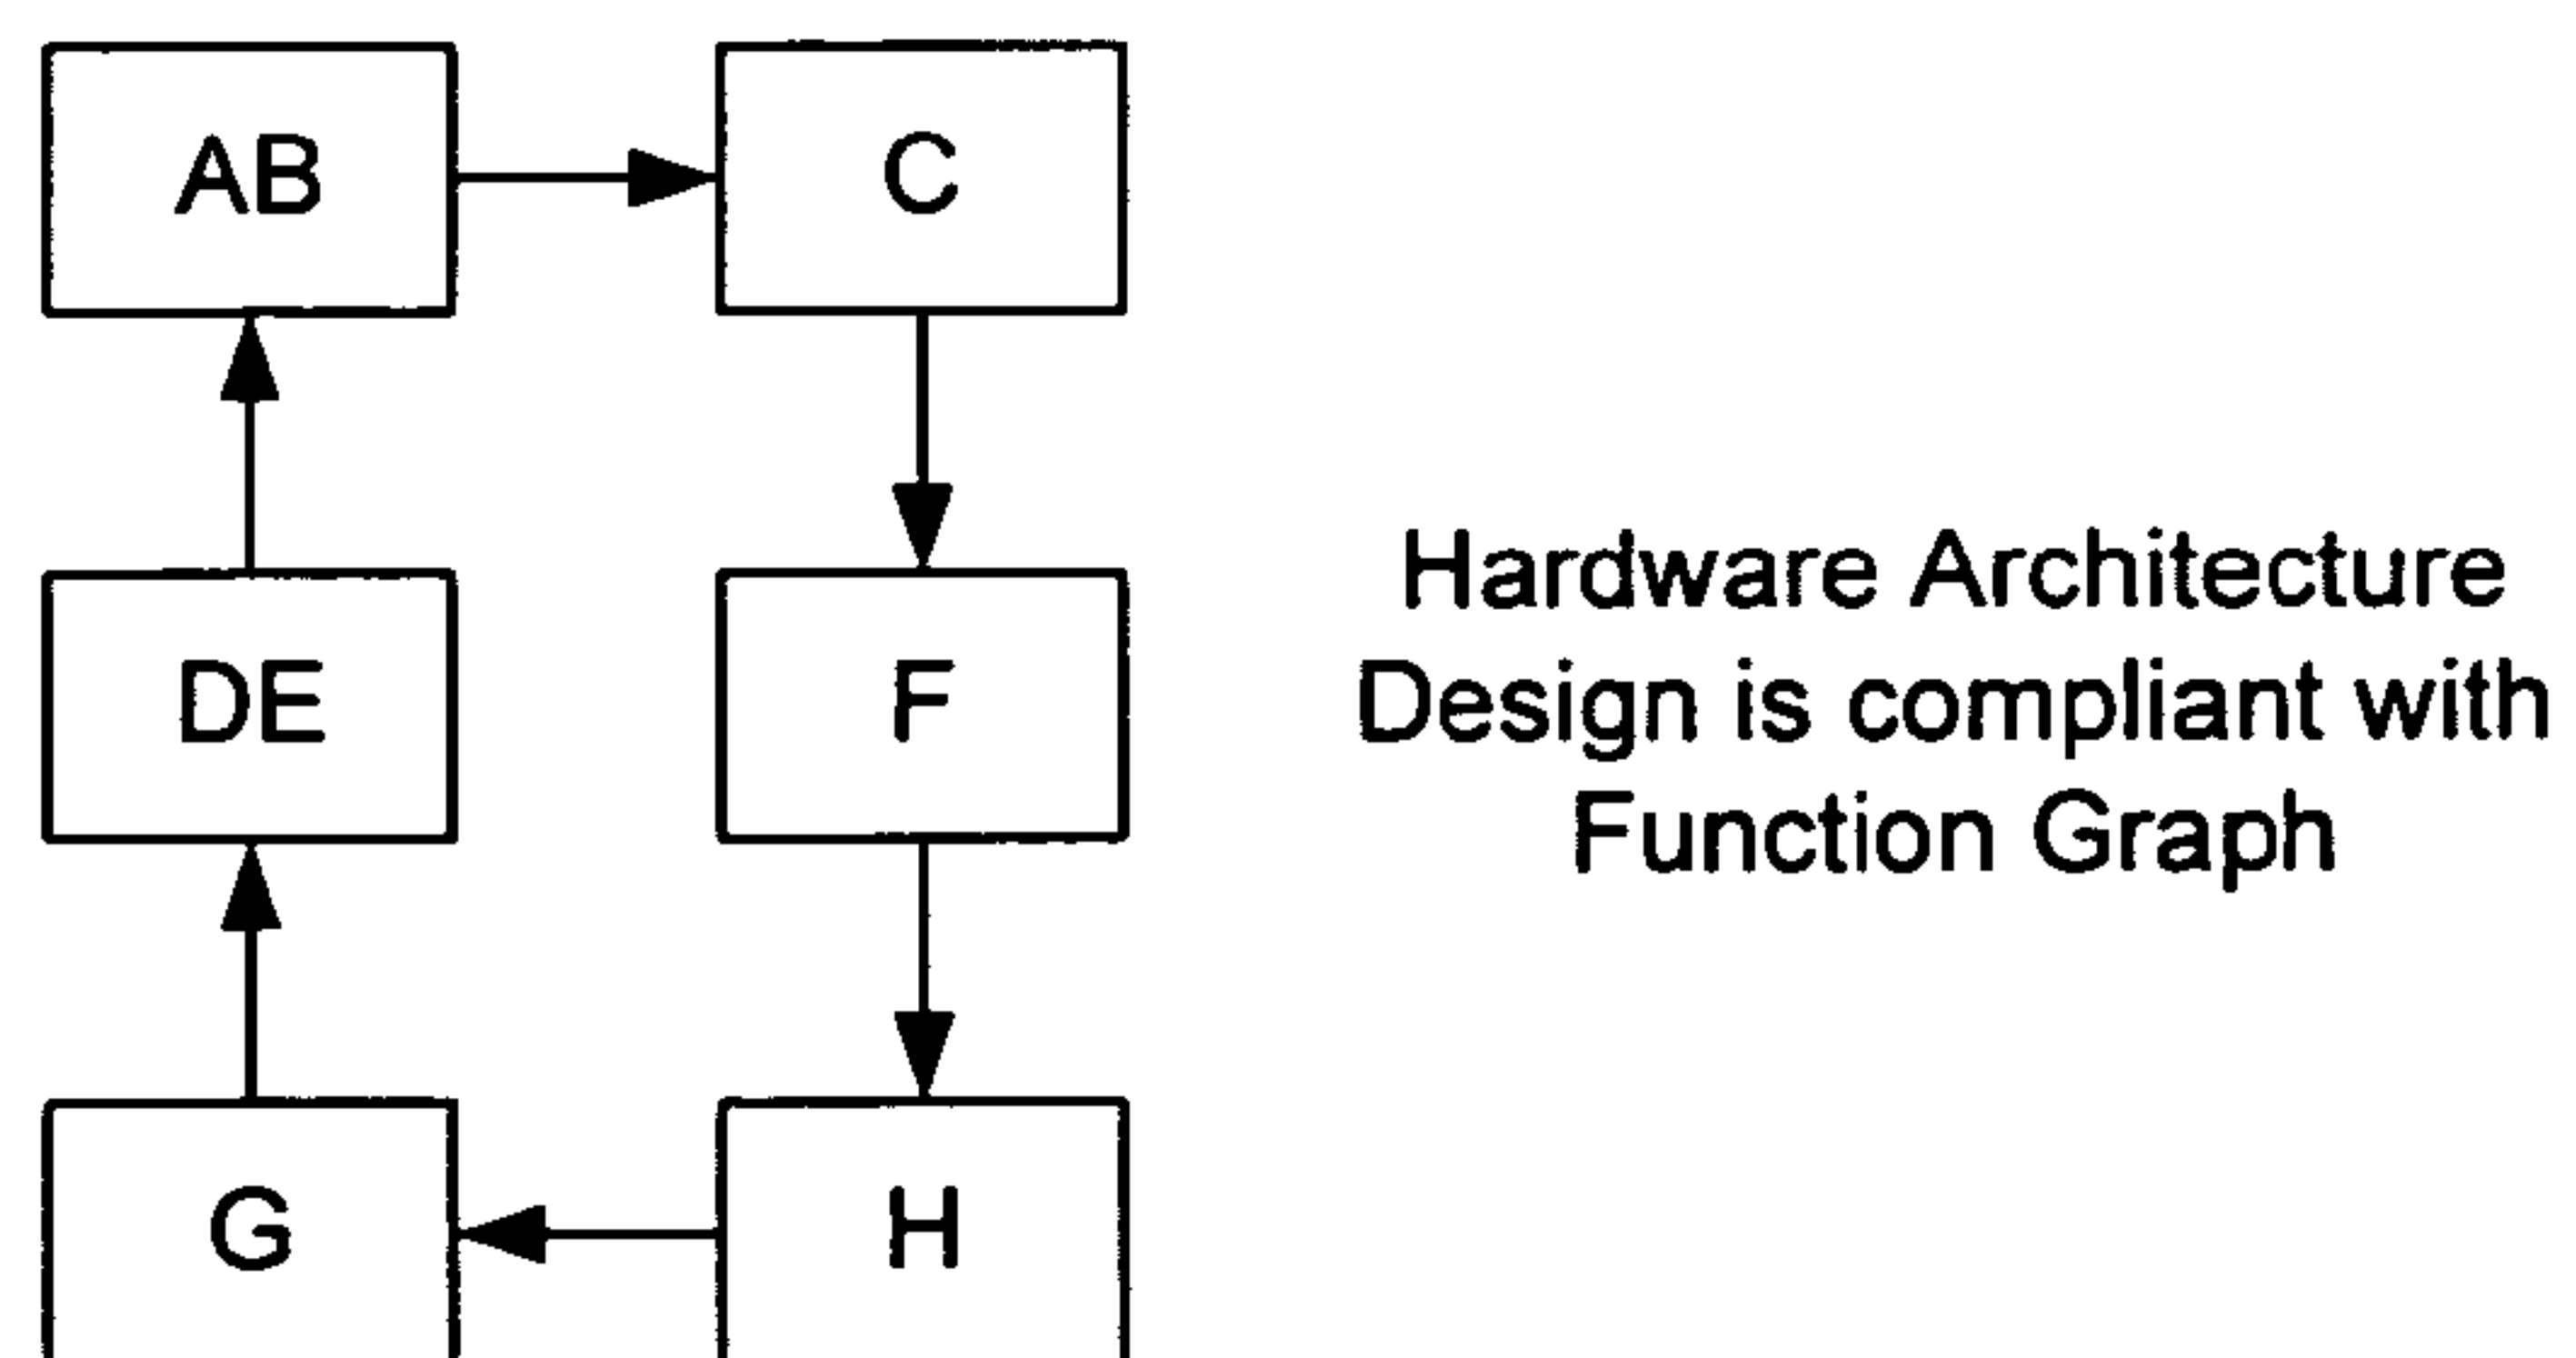 AB
C
DE
F
G
H
Hardware Architecture
Design is compliant with
Function Graph